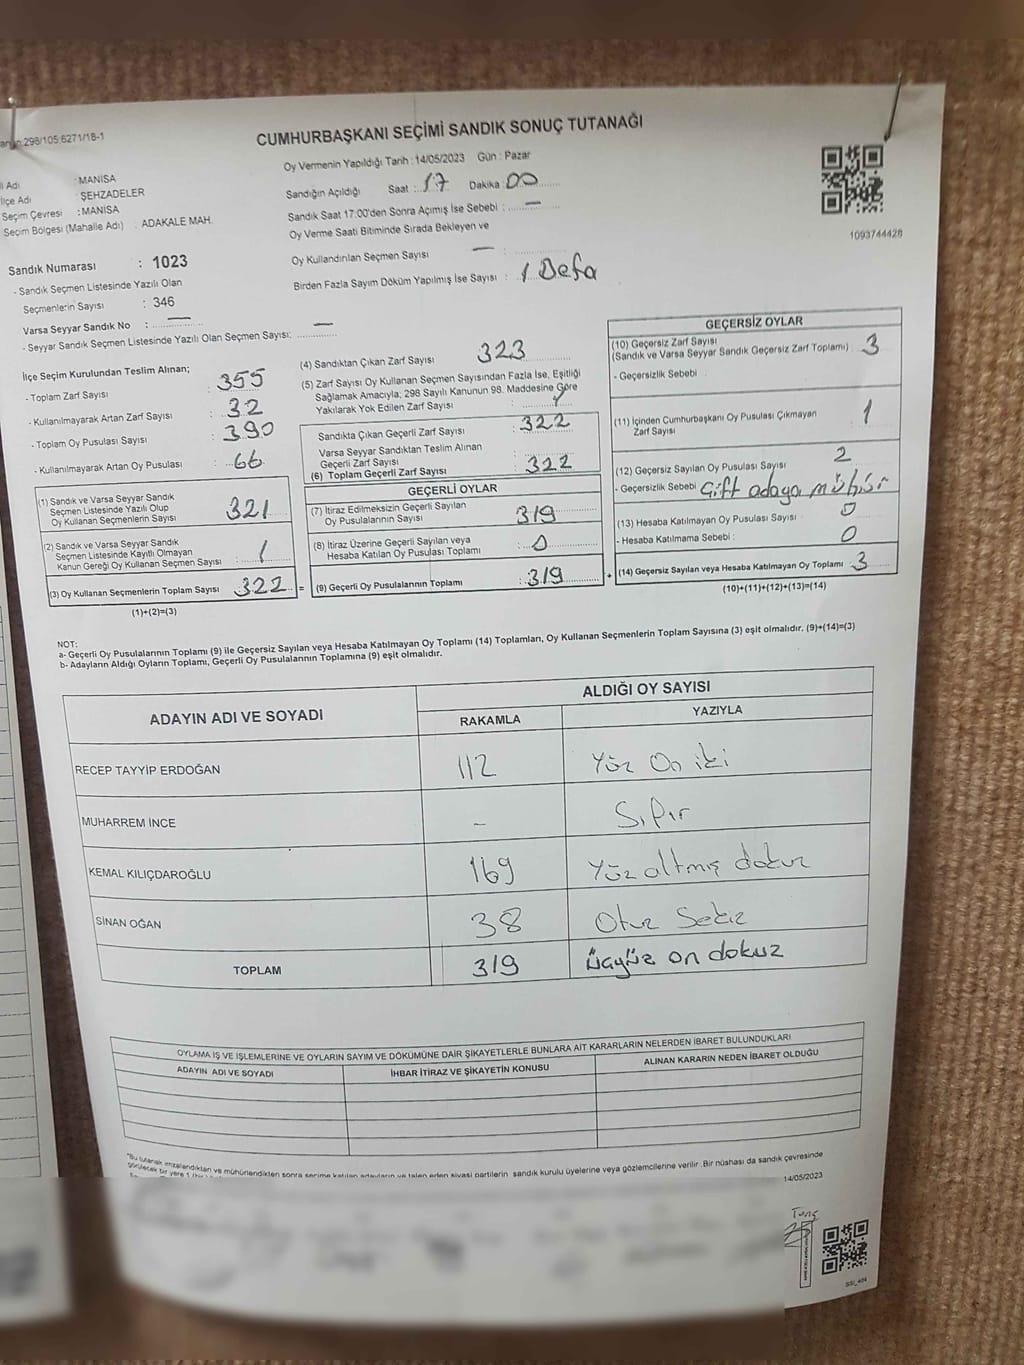 298/105:6271/18-1
CUMHURBAŞKANI SEÇİMİ SANDIK SONUÇ TUTANAĞI
Oy Vermenin Yapıldığı Tarih : 14/05/2023 Gün : Pazar
Adı : MANİSA
İlçe Adı : ŞEHZADELER
Seçim Çevresi : MANİSA
Seçim Bölgesi (Mahalle Adı) : ADAKALE MAH.
Sandık Numarası : 1023
- Sandık Seçmen Listesinde Yazılı Olan
Seçmenlerin Sayısı : 346
Varsa Seyyar Sandık No : —
- Seyyar Sandık Seçmen Listesinde Yazılı Olan Seçmen Sayısı: —
Sandığın Açıldığı Saat : 17 Dakika : 00
Sandık Saat 17:00'den Sonra Açımış İse Sebebi : —
Oy Verme Saati Bitiminde Sırada Bekleyen ve
Oy Kullandırılan Seçmen Sayısı — :
Birden Fazla Sayım Döküm Yapılmış İse Sayısı : 1 Defa
1093744428
İlçe Seçim Kurulundan Teslim Alınan;
- Toplam Zarf Sayısı : 355
- Kullanılmayarak Artan Zarf Sayısı : 32
- Toplam Oy Pusulası Sayısı : 390
- Kullanılmayarak Artan Oy Pusulası : 66
(1) Sandık ve Varsa Seyyar Sandık
Seçmen Listesinde Yazılı Olup
Oy Kullanan Seçmenlerin Sayısı 321
(2) Sandık ve Varsa Seyyar Sandık
Seçmen Listesinde Kayıtlı Olmayan
Kanun Gereği Oy Kullanan Seçmen Sayısı : 1
(3) Oy Kullanan Seçmenlerin Toplam Sayısı 322 =
(1)+(2)=(3)
(4) Sandıktan Çıkan Zarf Sayısı : 323
(5) Zarf Sayısı Oy Kullanan Seçmen Sayısından Fazla İse, Eşitliği
Sağlamak Amacıyla; 298 Sayılı Kanunun 98. Maddesine Göre
Yakılarak Yok Edilen Zarf Sayısı : 1
Sandıkta Çıkan Geçerli Zarf Sayısı : 322
Varsa Seyyar Sandıktan Teslim Alınan
Geçerli Zarf Sayısı
(6) Toplam Geçerli Zarf Sayısı : 322
GEÇERLİ OYLAR
(7) İtiraz Edilmeksizin Geçerli Sayılan
Oy Pusulalarının Sayısı : 319
(8) İtiraz Üzerine Geçerli Sayılan veya
Hesaba Katılan Oy Pusulası Toplamı : 0
(9) Geçerli Oy Pusulalarının Toplamı : 319 +
GEÇERSİZ OYLAR
(10) Geçersiz Zarf Sayısı
(Sandık ve Varsa Seyyar Sandık Geçersiz Zarf Toplamı) : 3
- Geçersizlik Sebebi
(11) İçinden Cumhurbaşkanı Oy Pusulası Çıkmayan
Zarf Sayısı 1
(12) Geçersiz Sayılan Oy Pusulası Sayısı : 2
- Geçersizlik Sebebi Çift adaya mühür
(13) Hesaba Katılmayan Oy Pusulası Sayısı : 0
- Hesaba Katılmama Sebebi : 0
(14) Geçersiz Sayılan veya Hesaba Katılmayan Oy Toplamı 3
(10)+(11)+(12)+(13)=(14)
NOT:
a- Geçerli Oy Pusulalarının Toplamı (9) ile Geçersiz Sayılan veya Hesaba Katılmayan Oy Toplamı (14) Toplamları, Oy Kullanan Seçmenlerin Toplam Sayısına (3) eşit olmalıdır. (9)+(14)=(3)
b- Adayların Aldığı Oyların Toplamı, Geçerli Oy Pusulalarının Toplamına (9) eşit olmalıdır.
ADAYIN ADI VE SOYADI
ALDIĞI OY SAYISI
RAKAMLA YAZIYLA
RECEP TAYYİP ERDOĞAN 112 Yüz On iki
MUHARREM İNCE - Sıfır
KEMAL KILIÇDAROĞLU 169 Yüz altmış dokuz
SİNAN OĞAN 38 Otuz Sekiz
TOPLAM 319 üçyüz on dokuz
OYLAMA İŞ VE İŞLEMLERİNE VE OYLARIN SAYIM VE DÖKÜMÜNE DAİR ŞİKAYETLERLE BUNLARA AİT KARARLARIN NELERDEN İBARET BULUNDUKLARI
ADAYIN ADI VE SOYADI İHBAR İTİRAZ VE ŞİKAYETİN KONUSU ALINAN KARARIN NEDEN İBARET OLDUĞU
*Bu tutanak imzalandıktan ve mühürlendikten sonra seçime katılan adayların ve talep eden siyasi partilerin sandık kurulu üyelerine veya gözlemcilerine verilir. Bir nüshası da sandık çevresinde
görülecek bir yere
14/05/2023